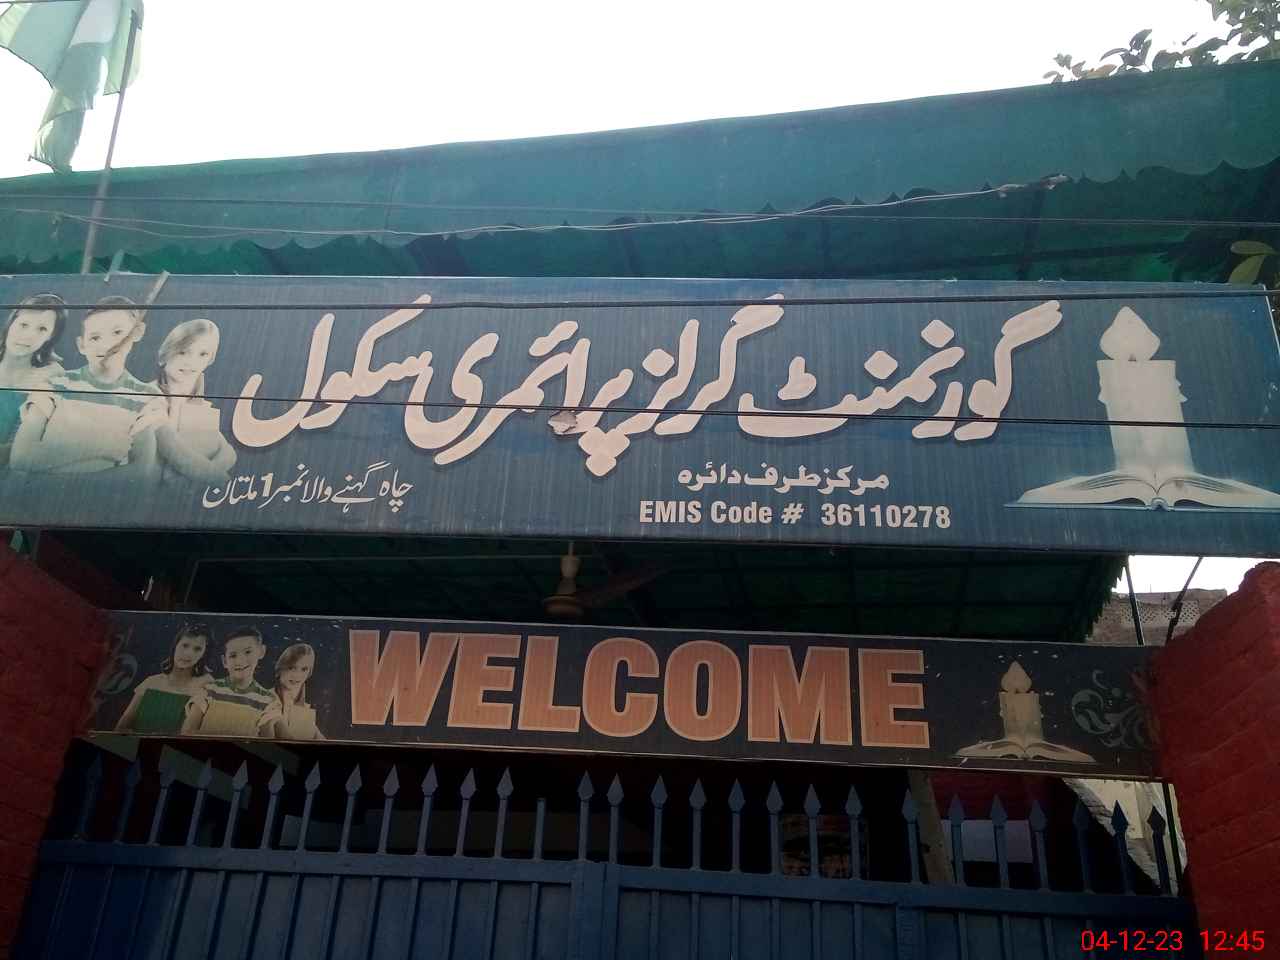 گورنمنٹ گرلز پرائمری سکول
مرکز طرف دائرہ
چاہ گہنے والا نمبر 1 ملتان
EMIS Code # 36110278
WELCOME
04-12-23 12:45